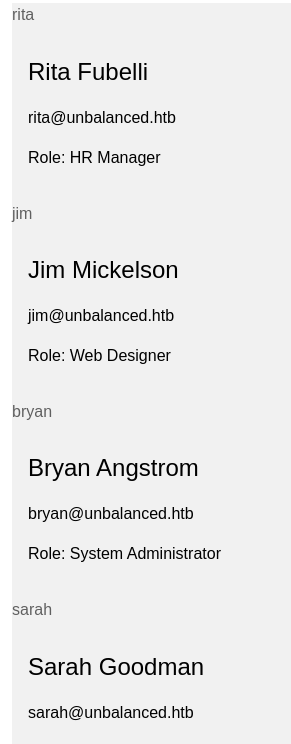 rita
Rita Fubelli
rita@unbalanced.htb
Role: HR Manager
jim
Jim Mickelson
jim@unbalanced.htb
Role: Web Designer
bryan
Bryan Angstrom
bryan@unbalanced.htb
Role: System Administrator
sarah
Sarah Goodman
sarah@unbalanced.htb